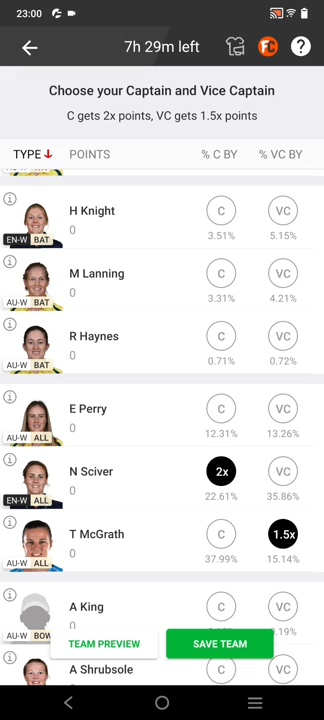 23:00
7h 29m left
FC
?
Choose your Captain and Vice Captain
C gets 2x points, VC gets 1.5x points
TYPE POINTS % C BY % VC BY
H Knight
0
C
VC
EN-W BAT
3.51% 5.15%
M Lanning
0
C
VC
AU-W BAT
3.31% 4.21%
R Haynes
0
C
VC
AU-W BAT
0.71% 0.72%
E Perry
0
C
VC
AU-W ALL
12.31% 13.26%
N Sciver
0
2x
VC
EN-W ALL
22.61% 35.86%
T McGrath
0
C
1.5x
AU-W ALL
37.99% 15.14%
A King
0
C
VC
AU-W BOW
TEAM PREVIEW
SAVE TEAM
A Shrubsole
C
VC